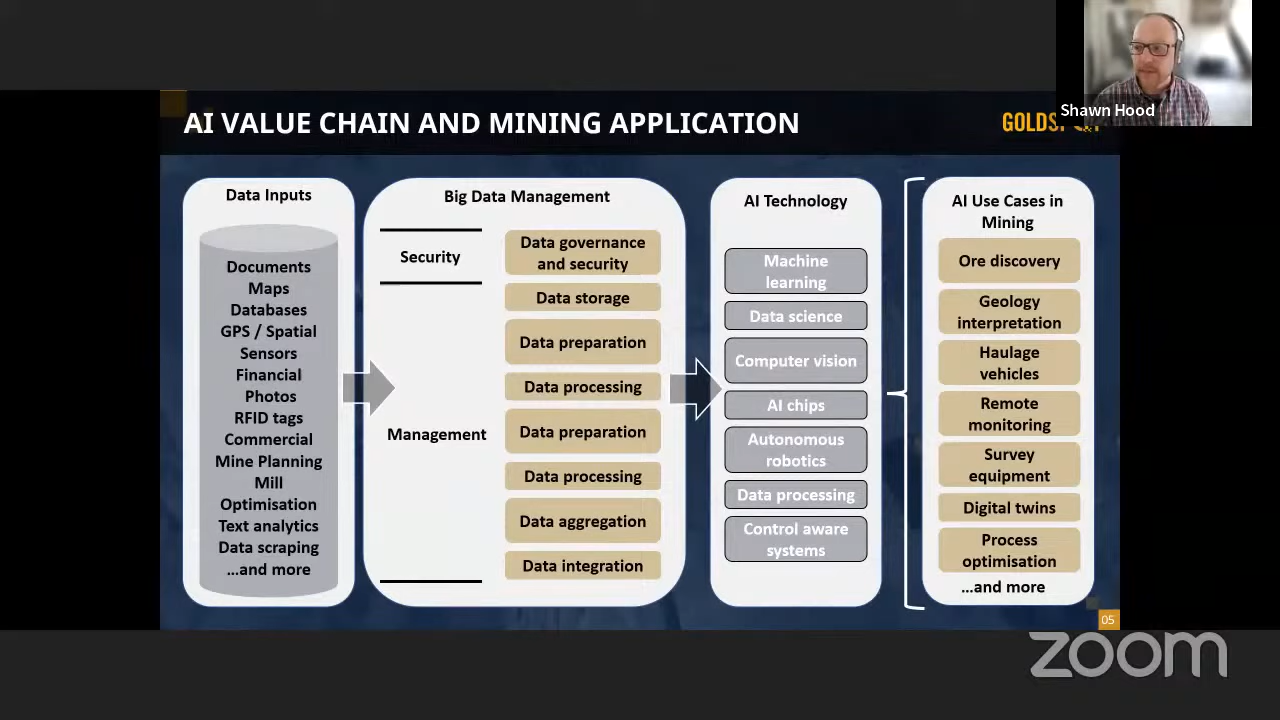 Shawn Hood
AI VALUE CHAIN AND MINING APPLICATION
Data Inputs
Documents
Maps
Databases
GPS / Spatial
Sensors
Financial
Photos
RFID tags
Commercial
Mine Planning
Mill
Optimisation
Text analytics
Data scraping
...and more
Big Data Management
Security
Management
Data governance
and security
Data storage
Data preparation
Data processing
Data preparation
Data processing
Data aggregation
Data integration
AI Technology
Machine
learning
Data science
Computer vision
AI chips
Autonomous
robotics
Data processing
Control aware
systems
AI Use Cases in
Mining
Ore discovery
Geology
interpretation
Haulage
vehicles
Remote
monitoring
Survey
equipment
Digital twins
Process
optimisation
...and more
05
zoom